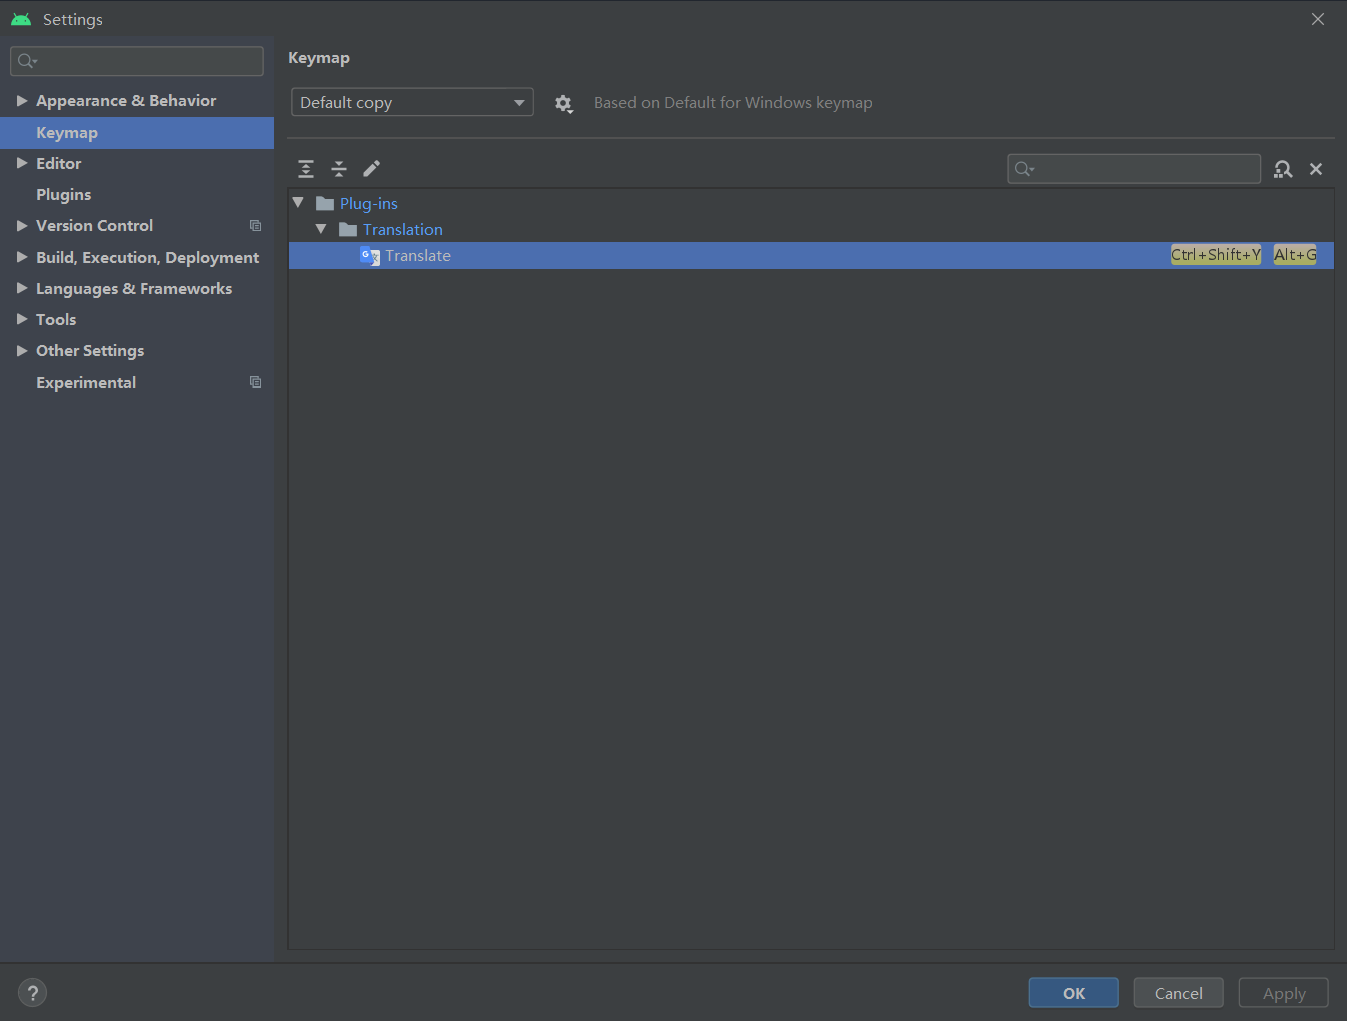 Settings
Keymap
Appearance & Behavior
Default copy
Based on Default for Windows keymap
Keymap
Editor
Plugins
Version Control
Build, Execution, Deployment
Languages & Frameworks
Tools
Other Settings
Experimental
Plug-ins
Translation
Translate Ctrl+Shift+Y Alt+G
? OK Cancel Apply